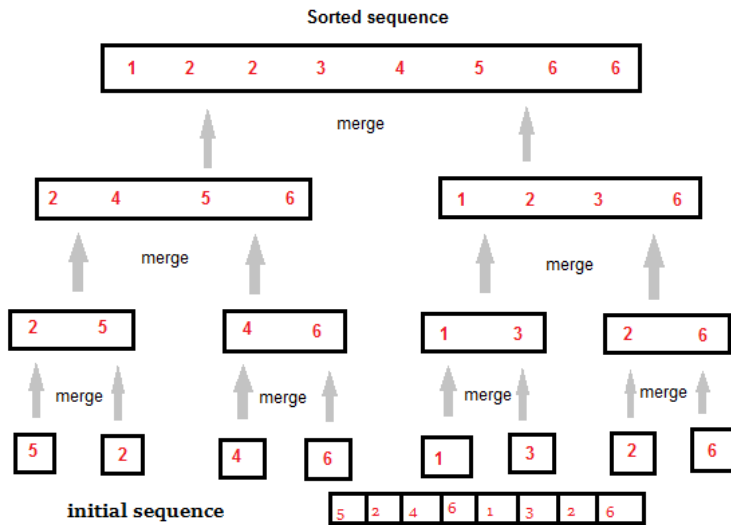 Sorted sequence
1 2 2 3 4 5 6 6
merge
2 4 5 6 1 2 3 6
merge merge
2 5 4 6 1 3 2 6
merge merge merge merge
5 2 4 6 1 3 2 6
initial sequence 5 2 4 6 1 3 2 6